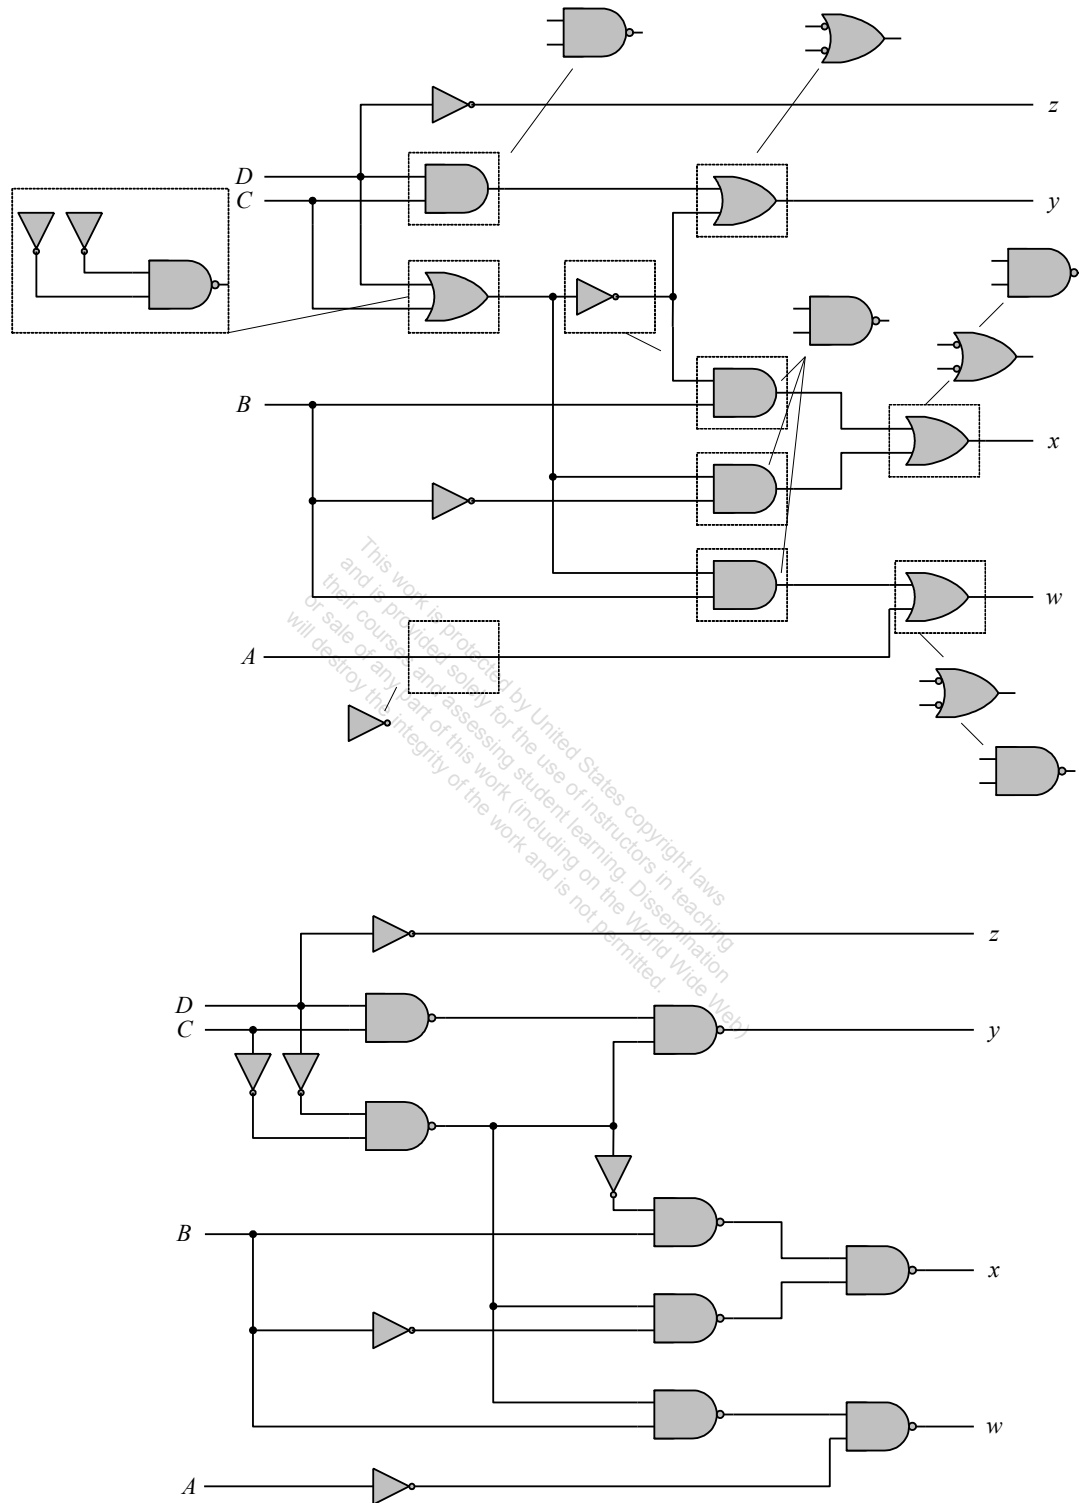 z
D
C
y
B
x
w
A
This work is protected by United States copyright laws
and is provided solely for the use of instructors in teaching
their courses and assessing student learning. Dissemination
or sale of any part of this work (including on the World Wide Web)
will destroy the integrity of the work and is not permitted.
z
D
C
y
B
x
w
A